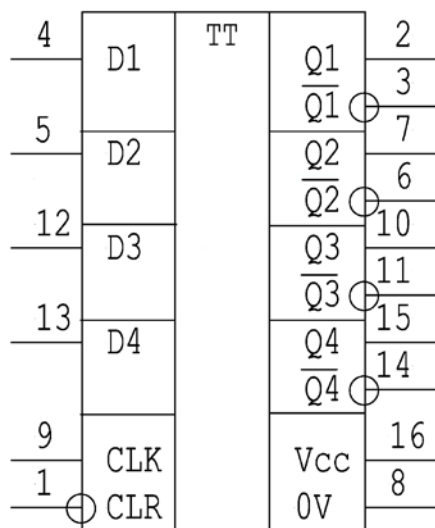 4 D1 TT Q1 2
Q1 3
5 D2 Q2 7
Q2 6
12 D3 Q3 10
Q3 11
13 D4 Q4 15
Q4 14
9 CLK Vcc 16
1 CLR 0V 8